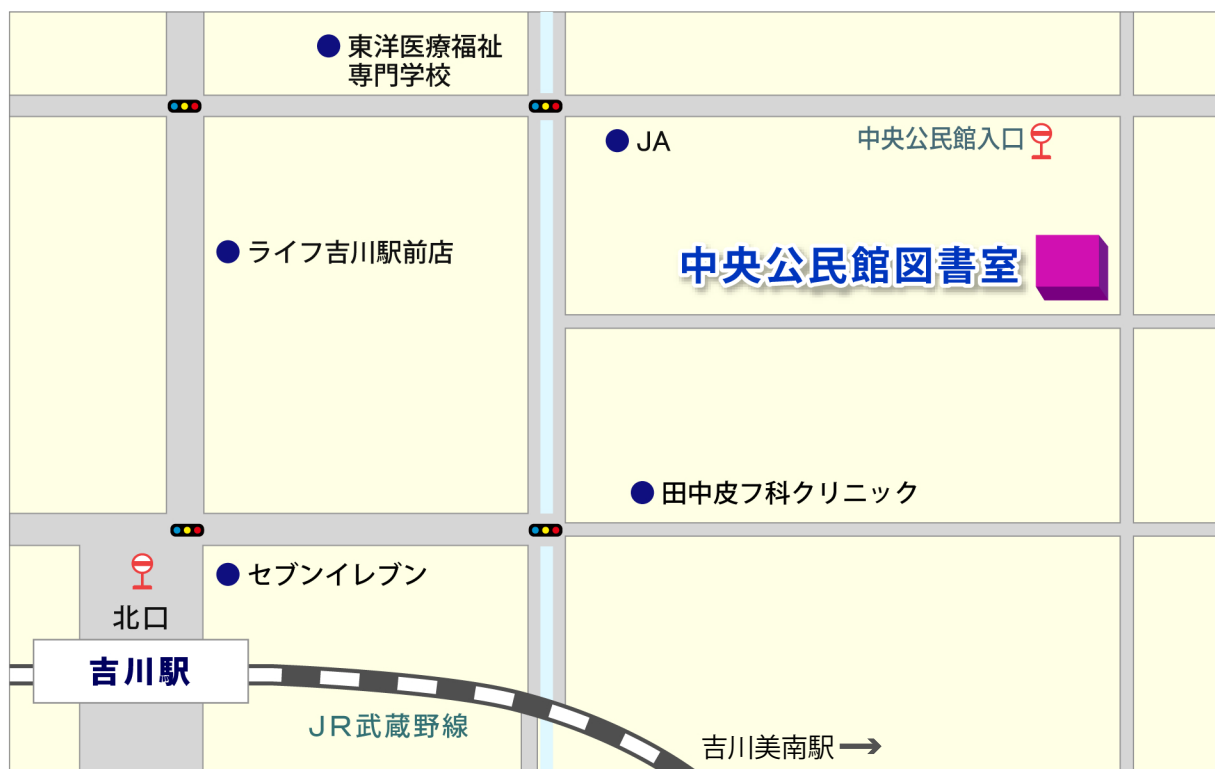 東洋医療福祉
専門学校
JA
中央公民館入口
ライフ吉川駅前店
中央公民館図書室
田中皮フ科クリニック
セブンイレブン
北口
吉川駅
JR武蔵野線
吉川美南駅